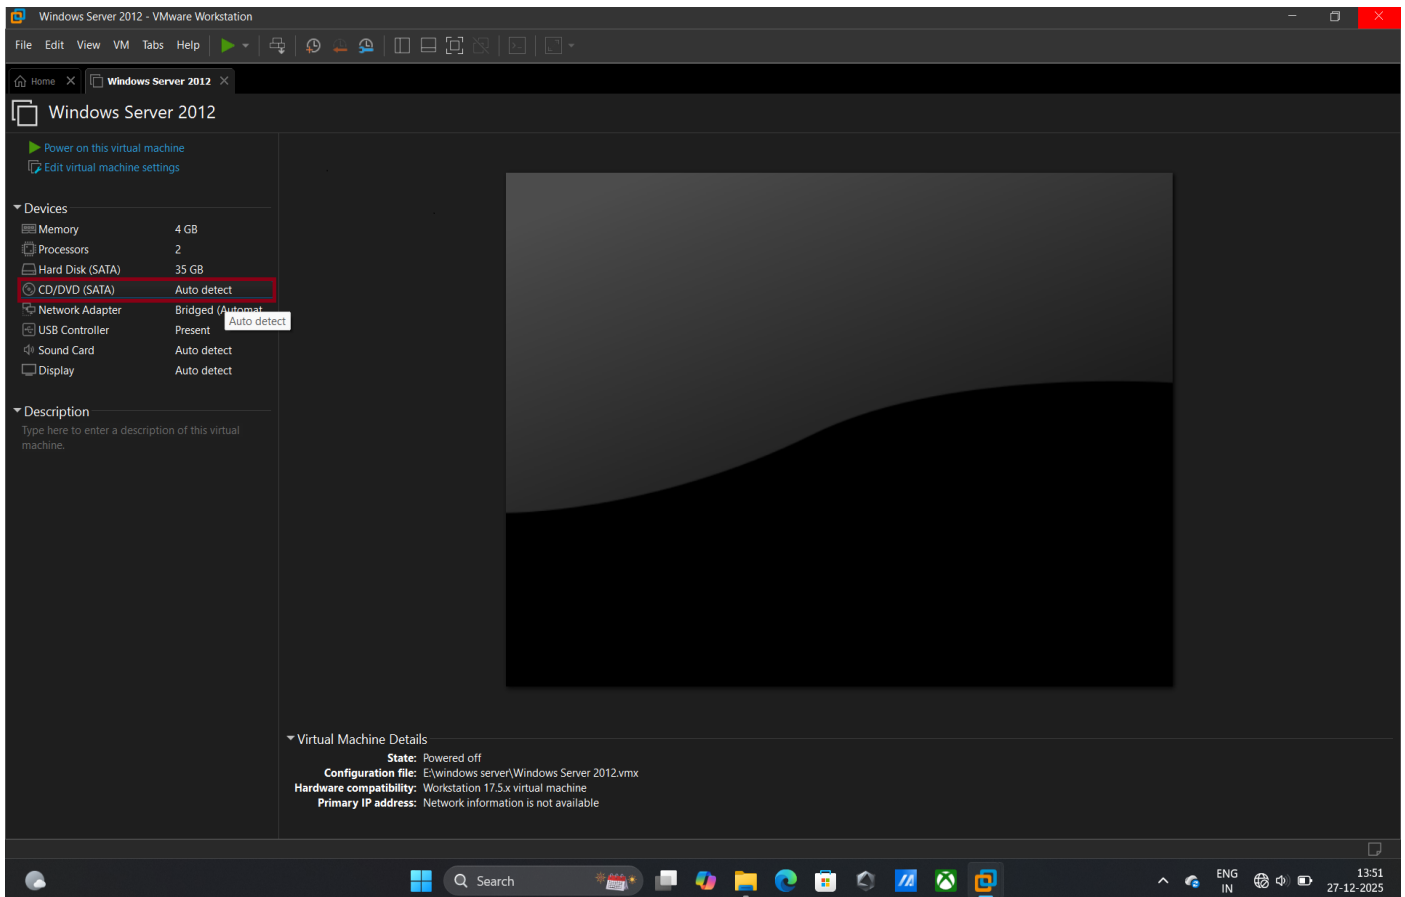 Windows Server 2012 - VMware Workstation
File Edit View VM Tabs Help
Home Windows Server 2012
Windows Server 2012
Power on this virtual machine
Edit virtual machine settings
Devices
Memory 4 GB
Processors 2
Hard Disk (SATA) 35 GB
CD/DVD (SATA) Auto detect
Network Adapter Bridged (Automat
Auto detect
USB Controller Present
Sound Card Auto detect
Display Auto detect
Description
Type here to enter a description of this virtual
machine.
Virtual Machine Details
State: Powered off
Configuration file: E:\windows server\Windows Server 2012.vmx
Hardware compatibility: Workstation 17.5.x virtual machine
Primary IP address: Network information is not available
Search
ENG
IN
13:51
27-12-2025